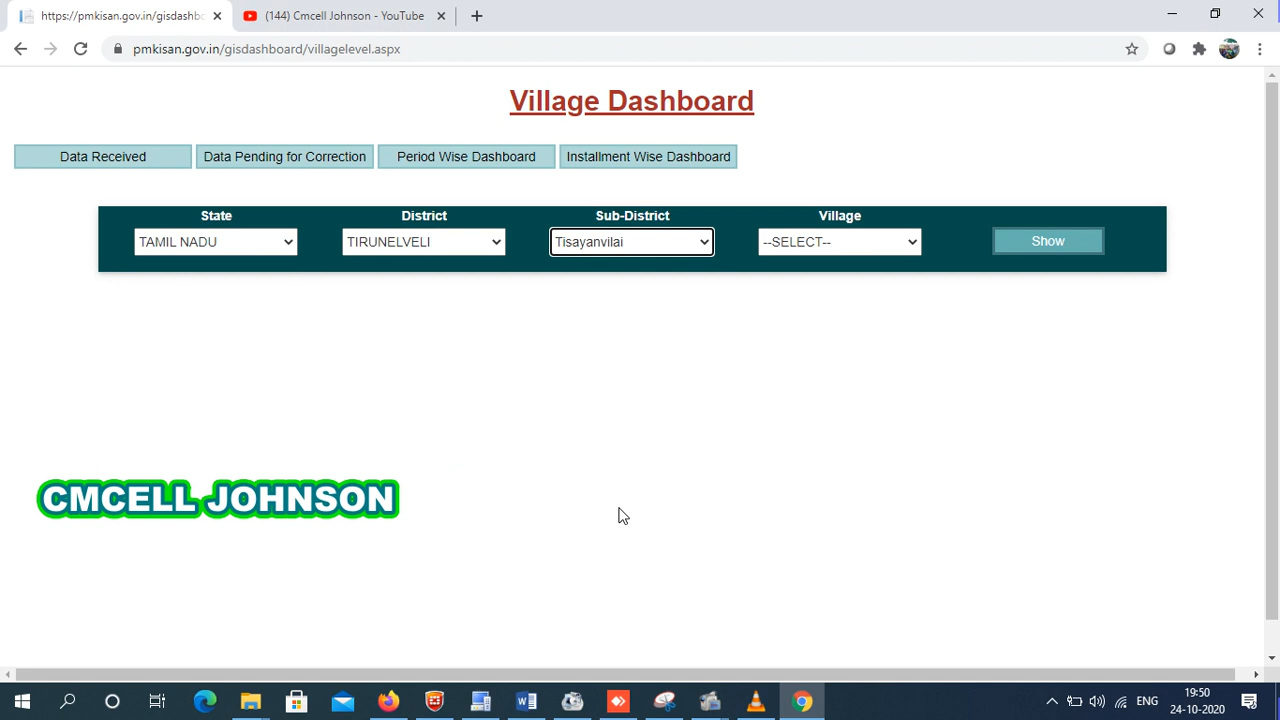 https://pmkisan.gov.in/gisdashbo
(144) Cmcell Johnson - YouTube
pmkisan.gov.in/gisdashboard/villagelevel.aspx
Village Dashboard
Data Received
Data Pending for Correction
Period Wise Dashboard
Installment Wise Dashboard
State
District
Sub-District
Village
TAMIL NADU
TIRUNELVELI
Tisayanvilai
--SELECT--
Show
CMCELL JOHNSON
ENG
19:50
24-10-2020